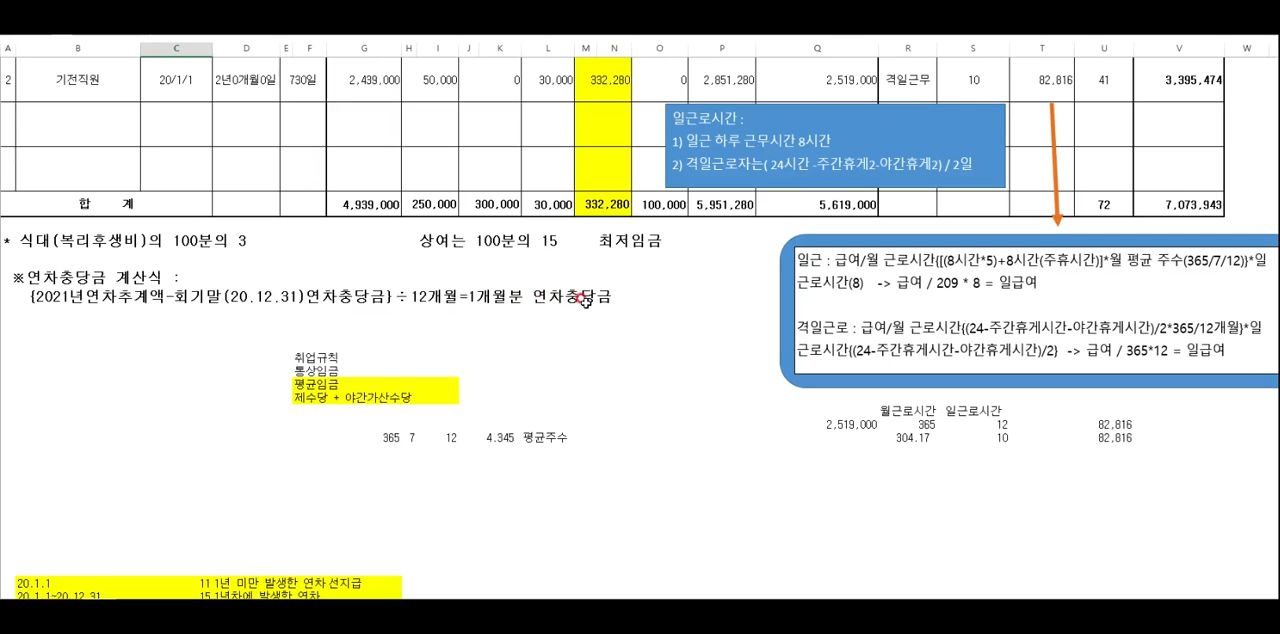 A B C D E F G H I J K L M N O P Q R S T U V W
2 기전직원 20/1/1 2년0개월0일 730일 2,439,000 50,000 0 30,000 332,280 0 2,851,280 2,519,000 격일근무 10 82,816 41 3,395,474
일근로시간 :
1) 일근 하루 근무시간 8시간
2) 격일근로자는( 24시간 -주간휴게2-야간휴게2) / 2일
합 계 4,939,000 250,000 300,000 30,000 332,280 100,000 5,951,280 5,619,000 72 7,073,943
* 식대(복리후생비)의 100분의 3 상여는 100분의 15 최저임금
※연차충당금 계산식 :
{2021년연차추계액-회기말(20.12.31)연차충당금}÷12개월=1개월분 연차충당금
일근 : 급여/월 근로시간{[(8시간*5)+8시간(주휴시간)]*월 평균 주수(365/7/12)}*일
근로시간(8) -> 급여 / 209 * 8 = 일급여
격일근로 : 급여/월 근로시간{(24-주간휴게시간-야간휴게시간)/2*365/12개월}*일
근로시간{(24-주간휴게시간-야간휴게시간)/2} -> 급여 / 365*12 = 일급여
취업규칙
통상임금
평균임금
제수당 + 야간가산수당
월근로시간 일근로시간
2,519,000 365 12 82,816
365 7 12 4.345 평균주수 304.17 10 82,816
20.1.1 11 1년 미만 발생한 연차 선지급
20.1.1~20.12.31 15 1년차에 발생한 연차